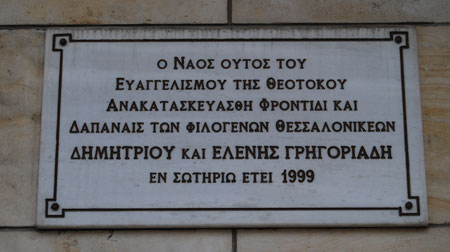 Ο ΝΑΟΣ ΟΥΤΟΣ ΤΟΥ
ΕΥΑΓΓΕΛΙΣΜΟΥ ΤΗΣ ΘΕΟΤΟΚΟΥ
ΑΝΑΚΑΤΑΣΚΕΥΑΣΘΗ ΦΡΟΝΤΙΔΙ ΚΑΙ
ΔΑΠΑΝΑΙΣ ΤΩΝ ΦΙΛΟΓΕΝΩΝ ΘΕΣΣΑΛΟΝΙΚΕΩΝ
ΔΗΜΗΤΡΙΟΥ ΚΑΙ ΕΛΕΝΗΣ ΓΡΗΓΟΡΙΑΔΗ
ΕΝ ΣΩΤΗΡΙΩ ΕΤΕΙ 1999